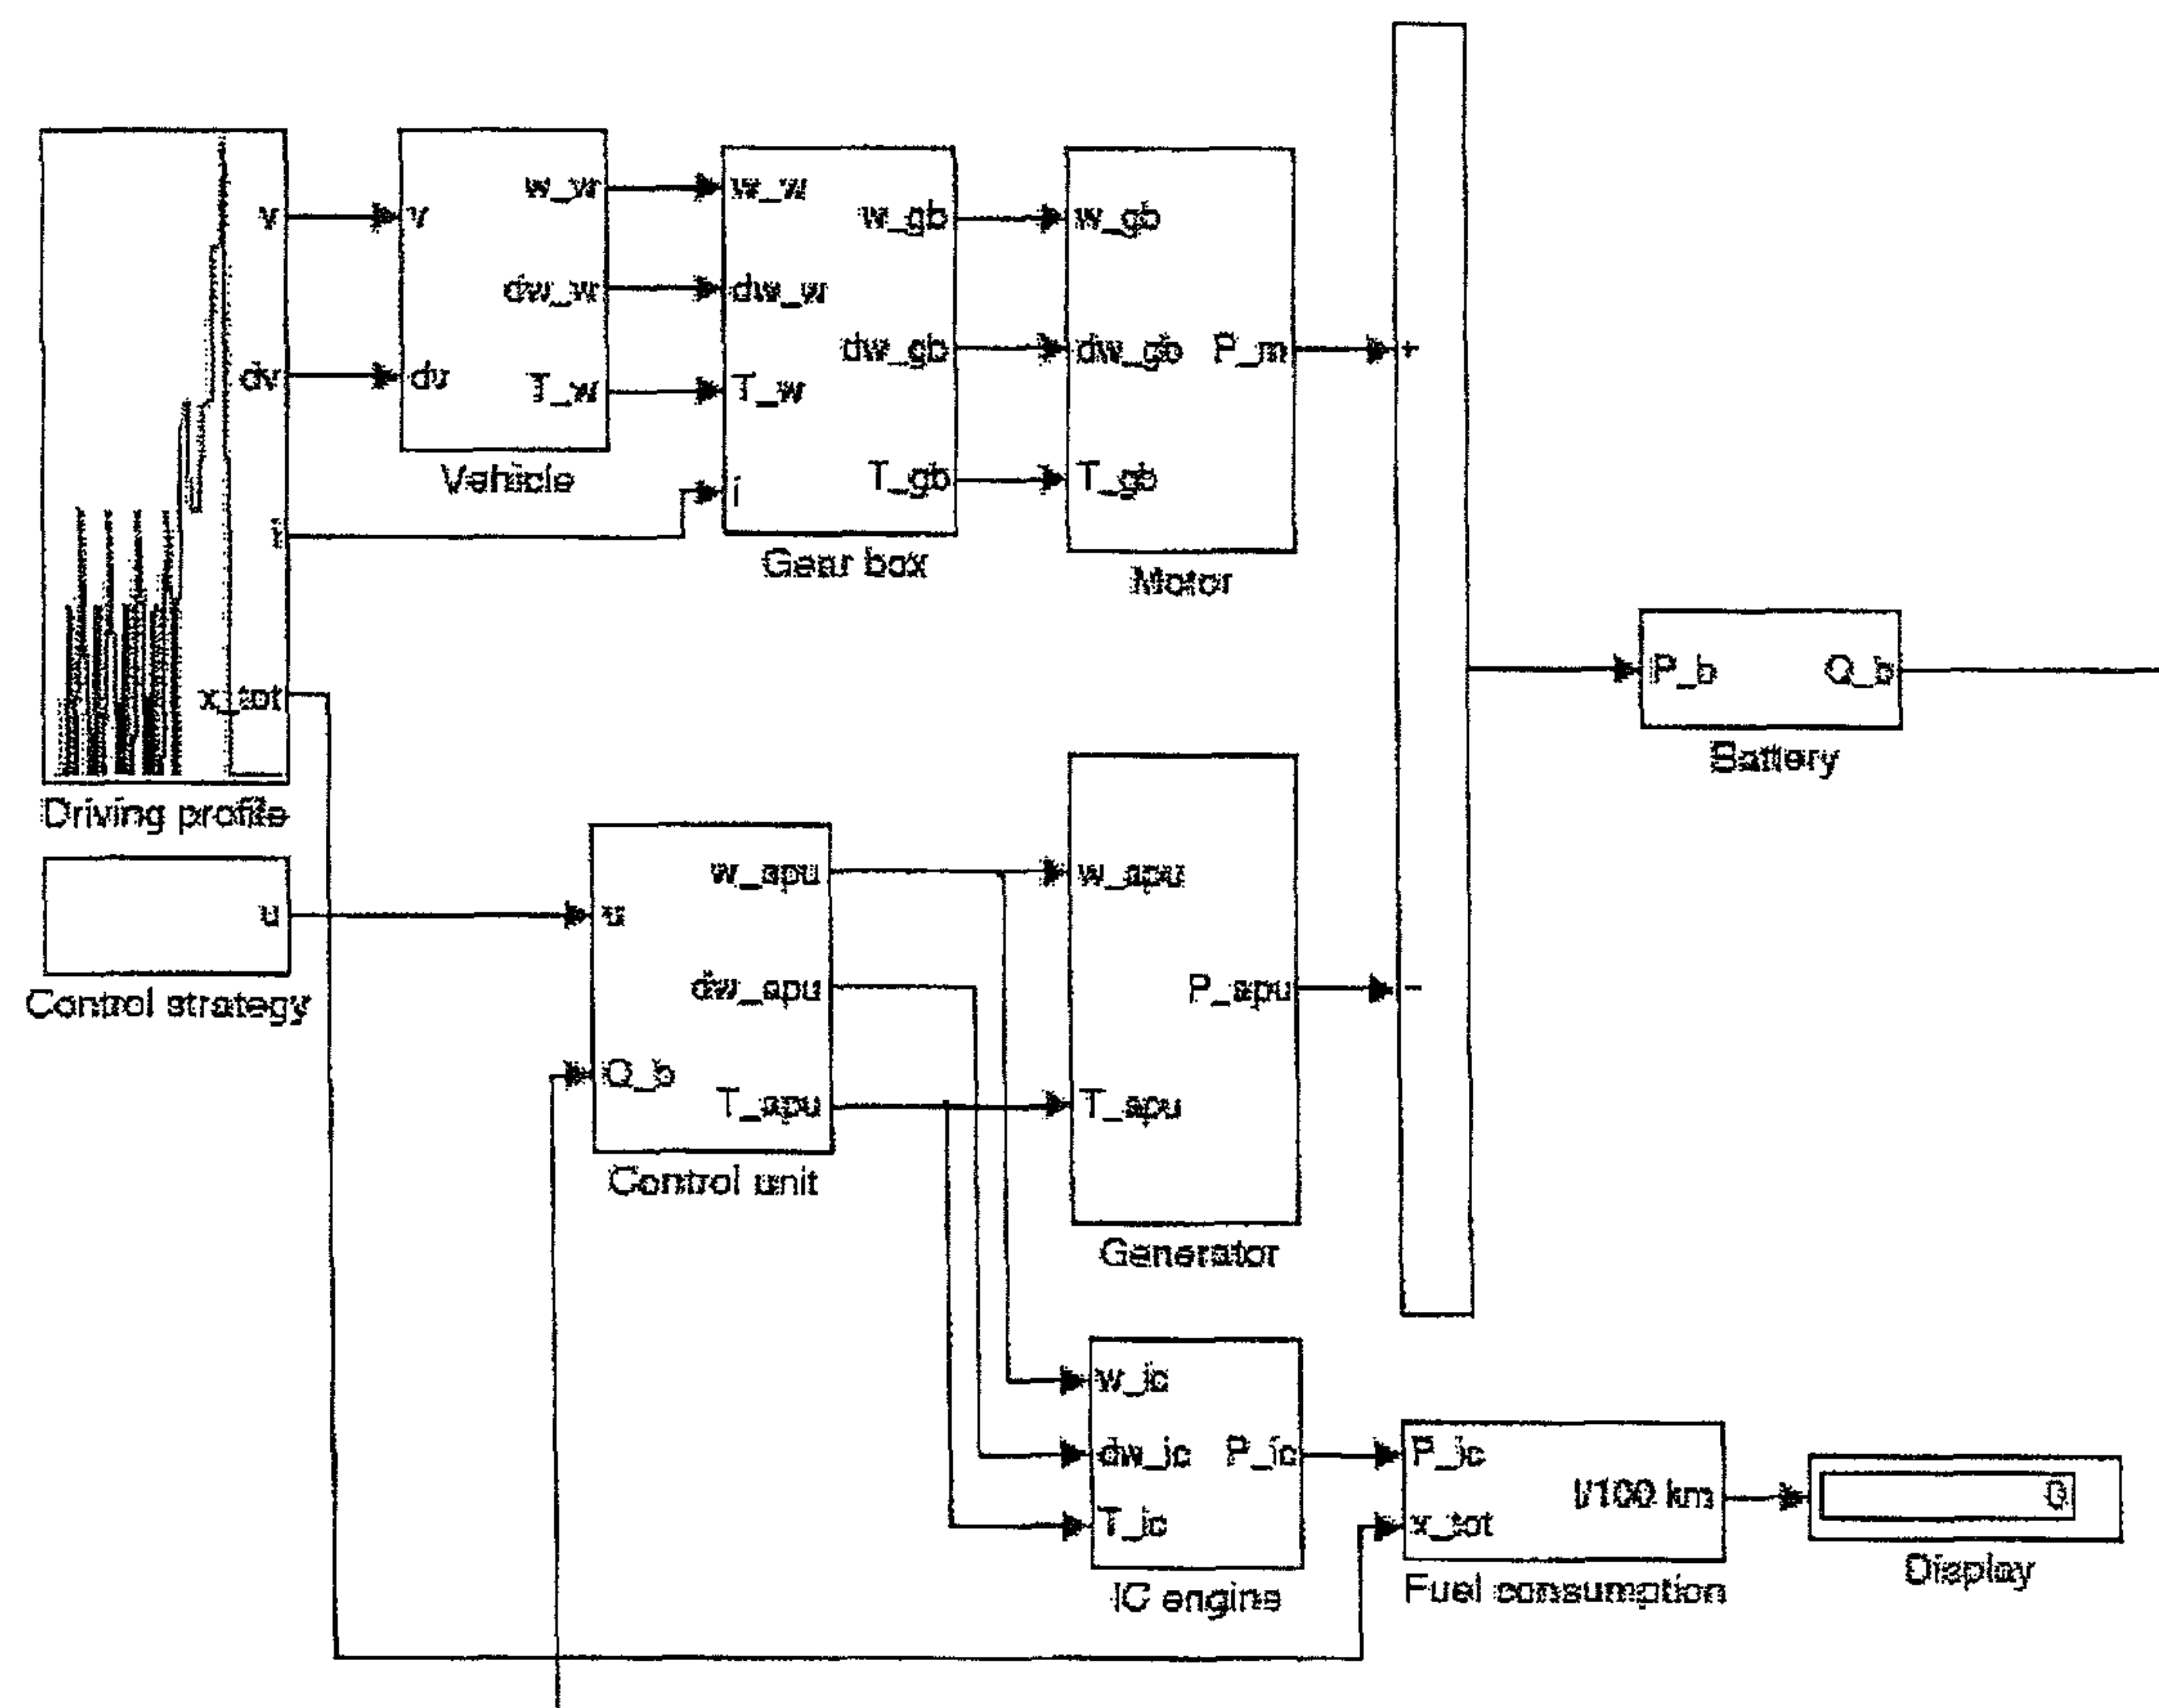 v
dv
i
x_tot
Driving profile
v
dv
w_w
dw_w
T_w
Vehicle
w_w
dw_w
T_w
i
w_gb
dw_gb
T_gb
Gear box
w_gb
dw_gb
T_gb
P_m
Motor
+
-
P_b
Q_b
Battery
u
Control strategy
u
Q_b
w_apu
dw_apu
T_apu
Control unit
w_apu
T_apu
P_apu
Generator
w_ic
dw_ic
T_ic
P_ic
IC engine
P_ic
x_tot
l/100 km
Fuel consumption
0
Display